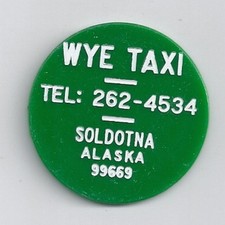 WYE TAXI
TEL: 262-4534
SOLDOTNA
ALASKA
99669